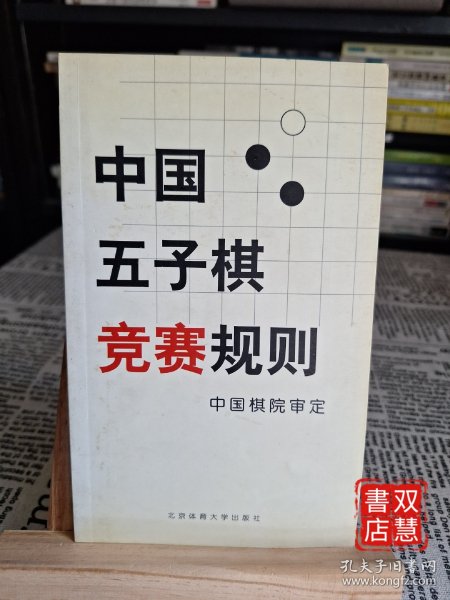 中国
五子棋
竞赛规则
中国棋院审定
北京体育大学出版社
雙慧
書店
孔夫子旧书网
www.kongfz.com